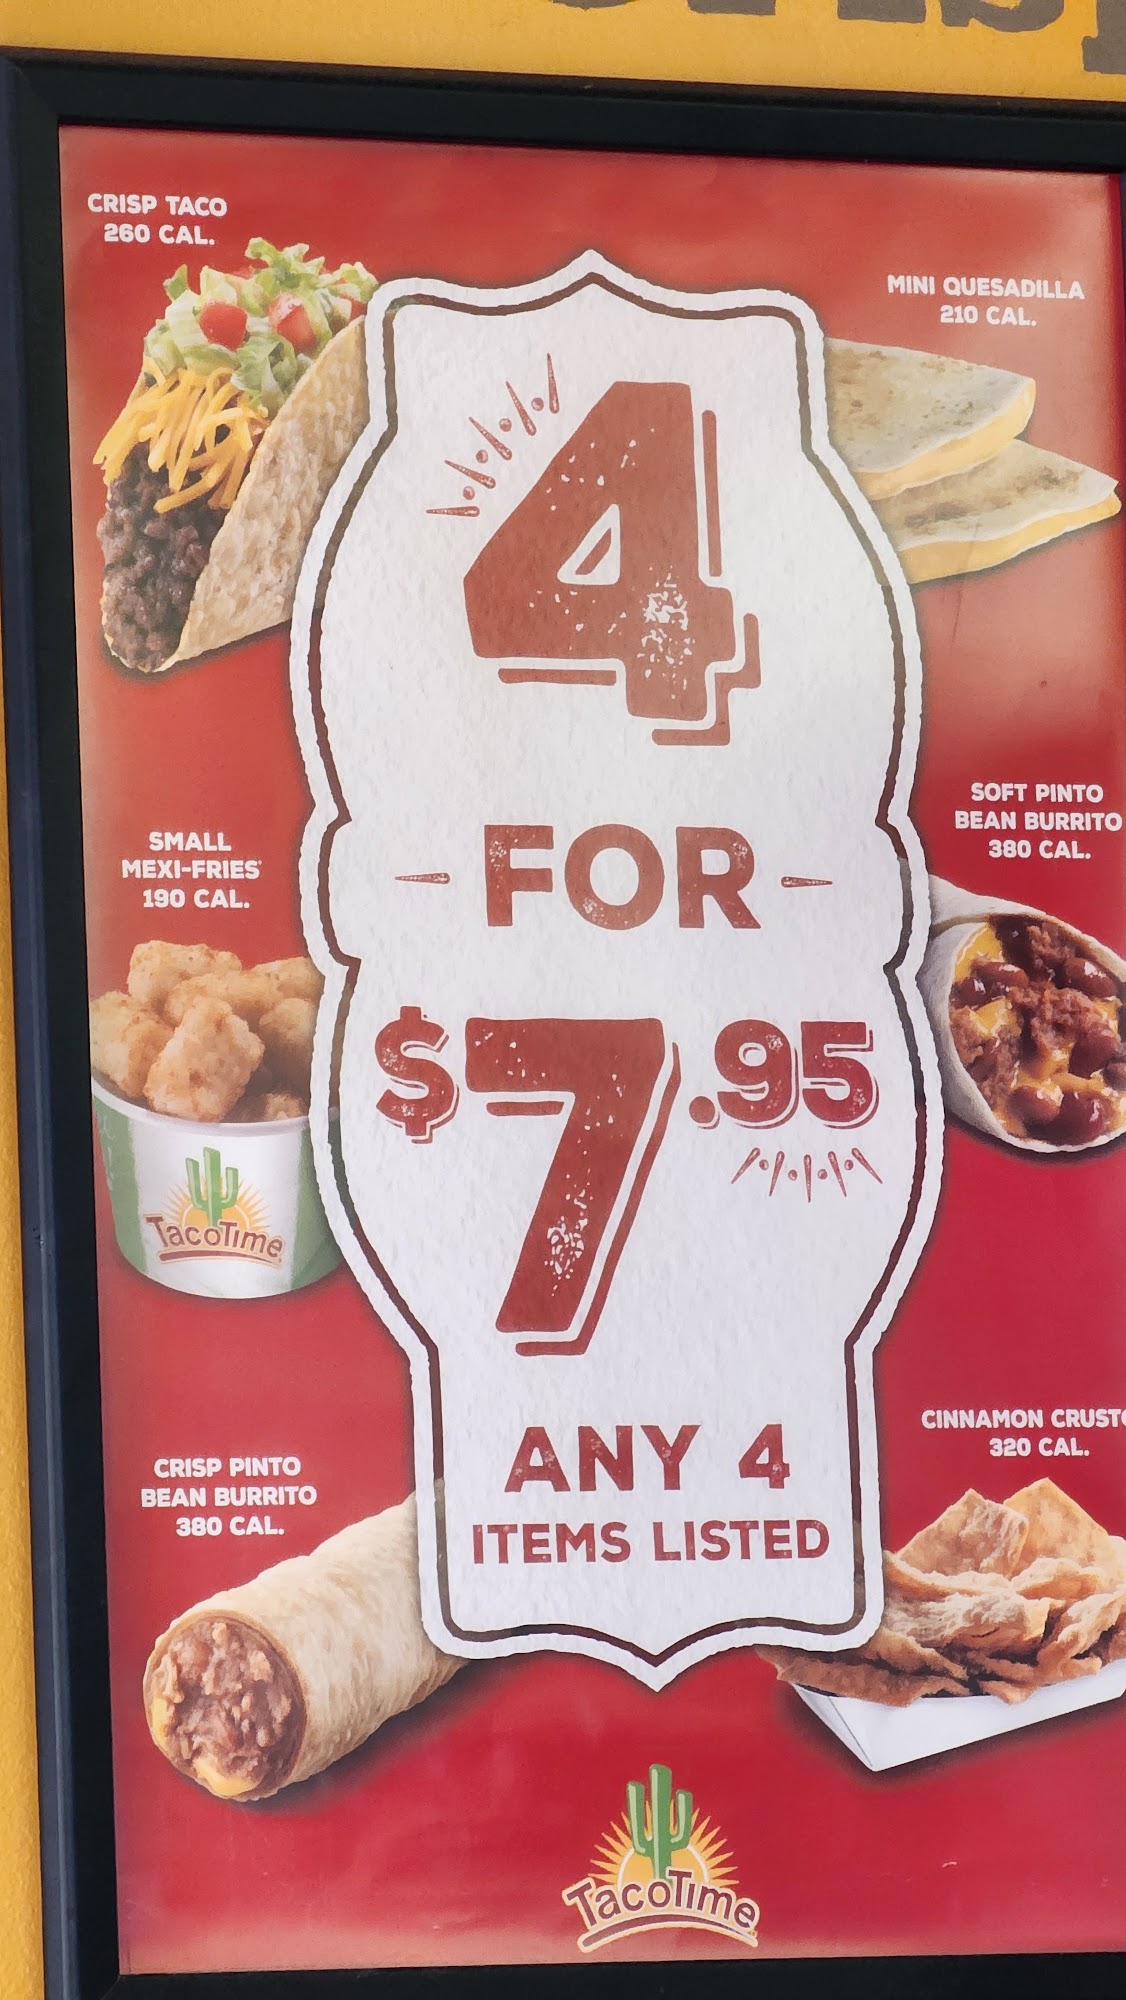 CRISP TACO
260 CAL.
MINI QUESADILLA
210 CAL.
4
FOR
$7.95
ANY 4
ITEMS LISTED
SMALL
MEXI-FRIES
190 CAL.
TacoTime
SOFT PINTO
BEAN BURRITO
380 CAL.
CRISP PINTO
BEAN BURRITO
380 CAL.
CINNAMON CRUST
320 CAL.
TacoTime